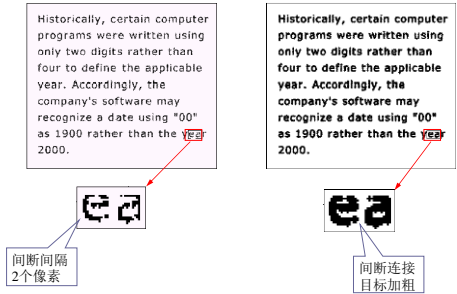 Historically, certain computer
programs were written using
only two digits rather than
four to define the applicable
year. Accordingly, the
company's software may
recognize a date using "00"
as 1900 rather than the year
2000.
ea
间断间隔
2个像素
Historically, certain computer
programs were written using
only two digits rather than
four to define the applicable
year. Accordingly, the
company's software may
recognize a date using "00"
as 1900 rather than the year
2000.
ea
间断连接
目标加粗